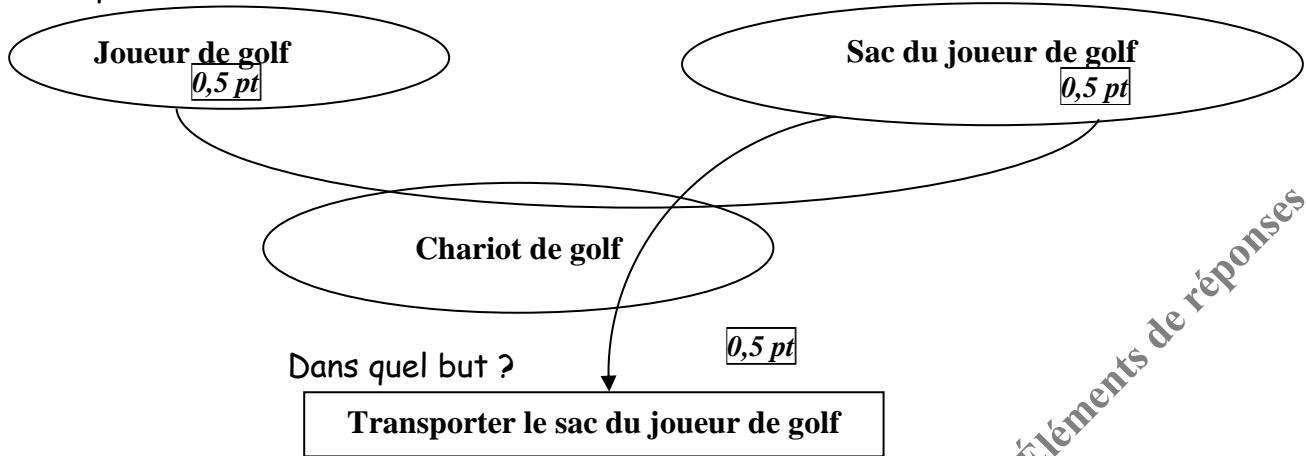 Joueur de golf
0,5 pt
Sac du joueur de golf
0,5 pt
Chariot de golf
0,5 pt
Dans quel but ?
Transporter le sac du joueur de golf
Éléments de réponses